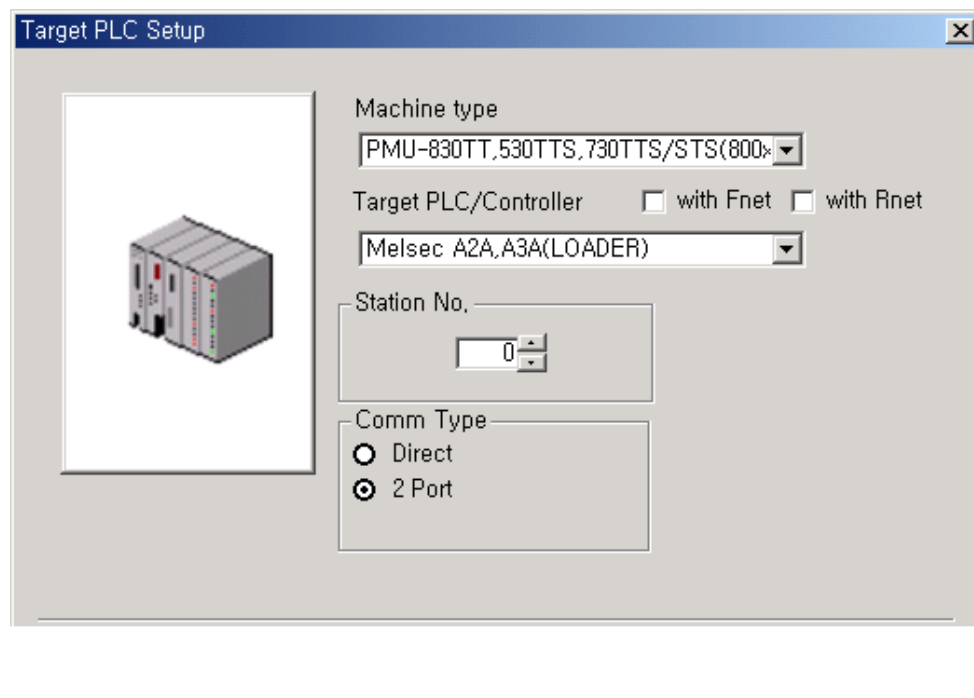 Target PLC Setup
Machine type
PMU-830TT,530TTS,730TTS/STS(800×
Target PLC/Controller with Fnet with Rnet
Melsec A2A,A3A(LOADER)
Station No.
0
Comm Type
Direct
2 Port